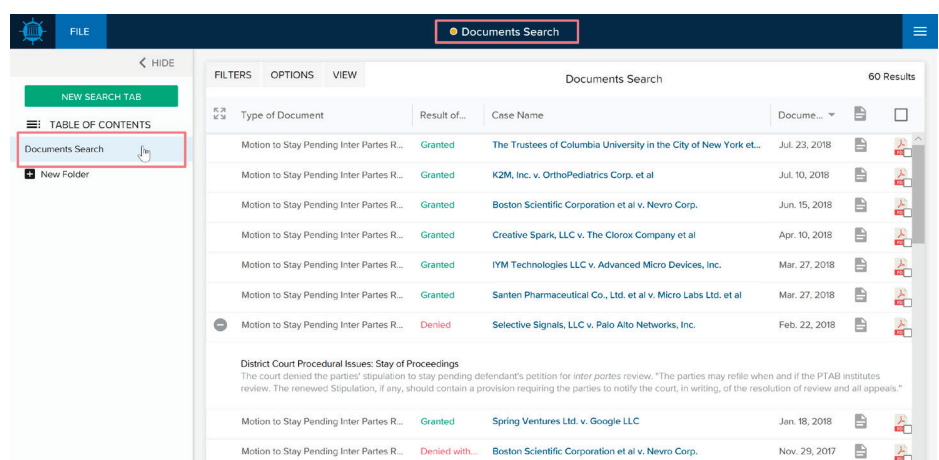 FILE
Documents Search
HIDE
NEW SEARCH TAB
TABLE OF CONTENTS
Documents Search
New Folder
FILTERS OPTIONS VIEW Documents Search 60 Results
Type of Document Result of... Case Name Docume...
Motion to Stay Pending Inter Partes R... Granted The Trustees of Columbia University in the City of New York et... Jul. 23, 2018
Motion to Stay Pending Inter Partes R... Granted K2M, Inc. v. OrthoPediatrics Corp. et al Jul. 10, 2018
Motion to Stay Pending Inter Partes R... Granted Boston Scientific Corporation et al v. Nevro Corp. Jun. 15, 2018
Motion to Stay Pending Inter Partes R... Granted Creative Spark, LLC v. The Clorox Company et al Apr. 10, 2018
Motion to Stay Pending Inter Partes R... Granted IYM Technologies LLC v. Advanced Micro Devices, Inc. Mar. 27, 2018
Motion to Stay Pending Inter Partes R... Granted Santen Pharmaceutical Co., Ltd. et al v. Micro Labs Ltd. et al Mar. 27, 2018
Motion to Stay Pending Inter Partes R... Denied Selective Signals, LLC v. Palo Alto Networks, Inc. Feb. 22, 2018
District Court Procedural Issues: Stay of Proceedings
The court denied the parties' stipulation to stay pending defendant's petition for inter partes review. "The parties may refile when and if the PTAB institutes
review. The renewed Stipulation, if any, should contain a provision requiring the parties to notify the court, in writing, of the resolution of review and all appeals."
Motion to Stay Pending Inter Partes R... Granted Spring Ventures Ltd. v. Google LLC Jan. 18, 2018
Motion to Stay Pending Inter Partes R... Denied with... Boston Scientific Corporation et al v. Nevro Corp. Nov. 29, 2017